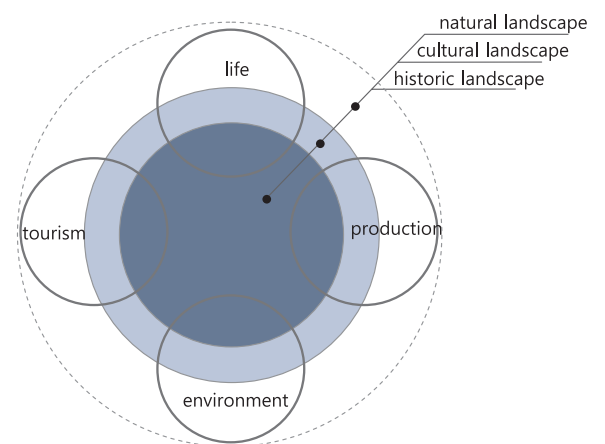 natural landscape
cultural landscape
historic landscape
life
tourism
production
environment